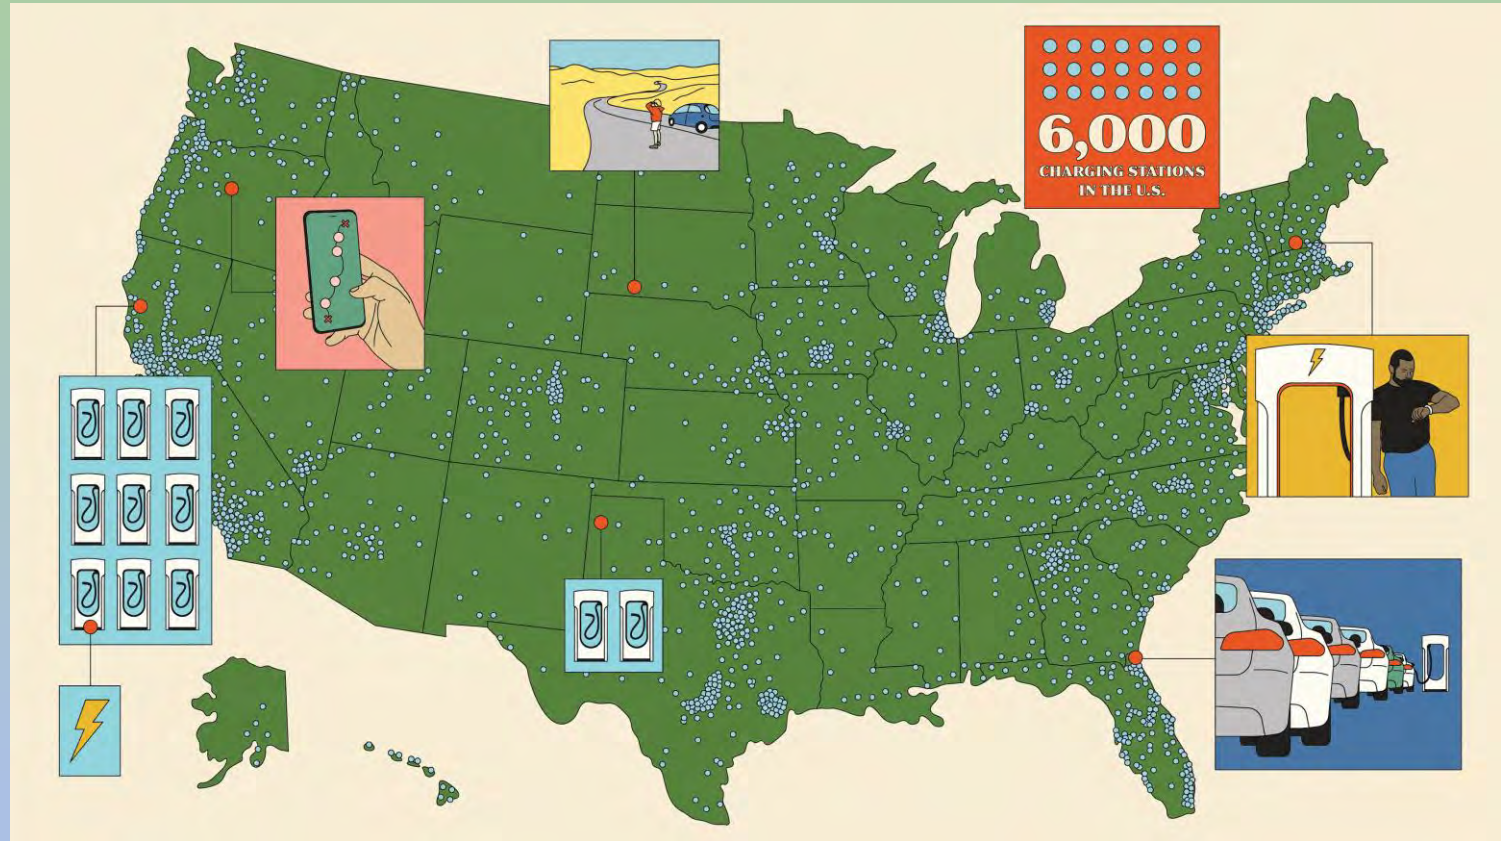 6,000
CHARGING STATIONS
IN THE U.S.